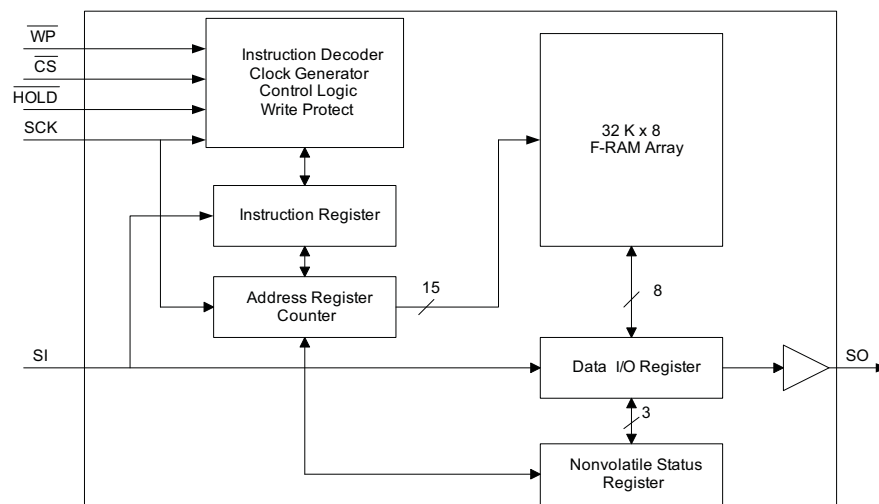 WP
CS
HOLD
SCK
Instruction Decoder
Clock Generator
Control Logic
Write Protect
32 K x 8
F-RAM Array
Instruction Register
Address Register
Counter
15
8
SI
Data I/O Register
SO
3
Nonvolatile Status
Register